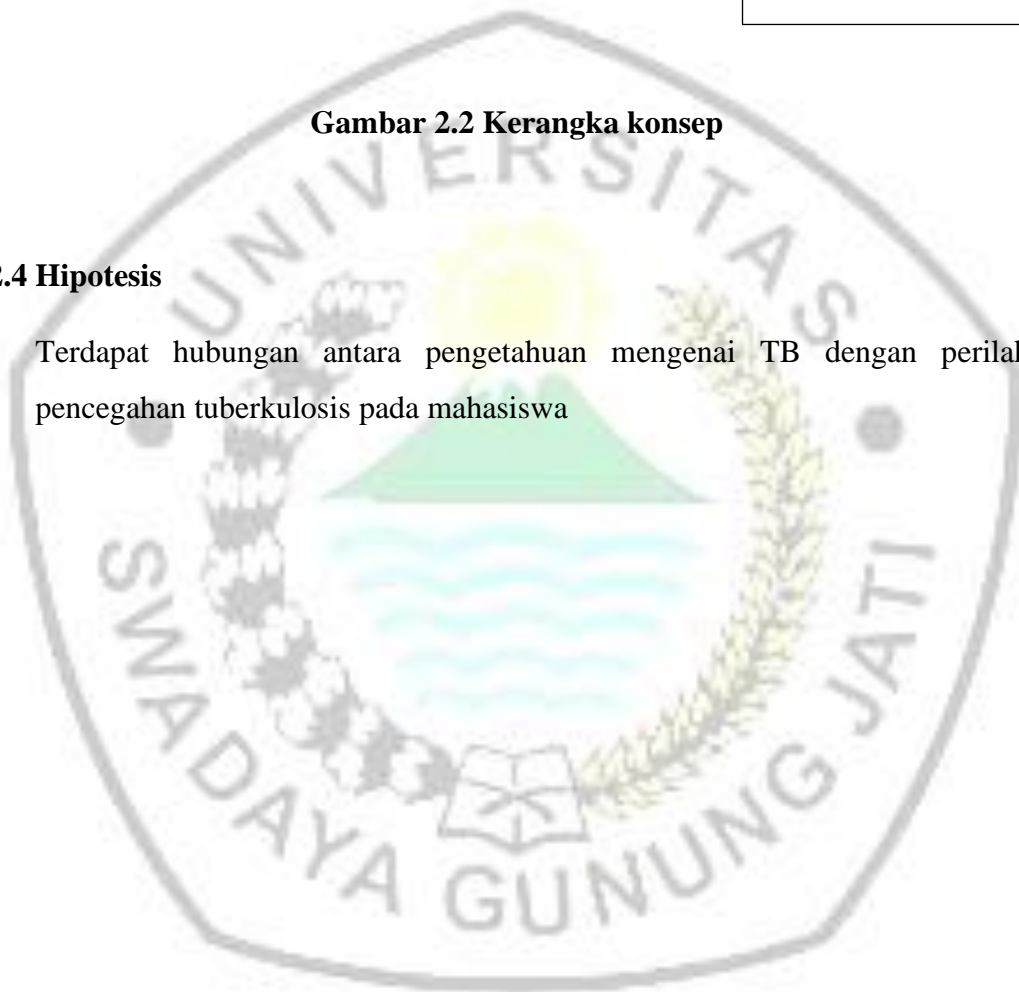 Gambar 2.2 Kerangka konsep
2.4 Hipotesis
Terdapat hubungan antara pengetahuan mengenai TB dengan
pencegahan tuberkulosis pada mahasiswa
UNIVERSITAS
SWADAYA GUNUNG JATI